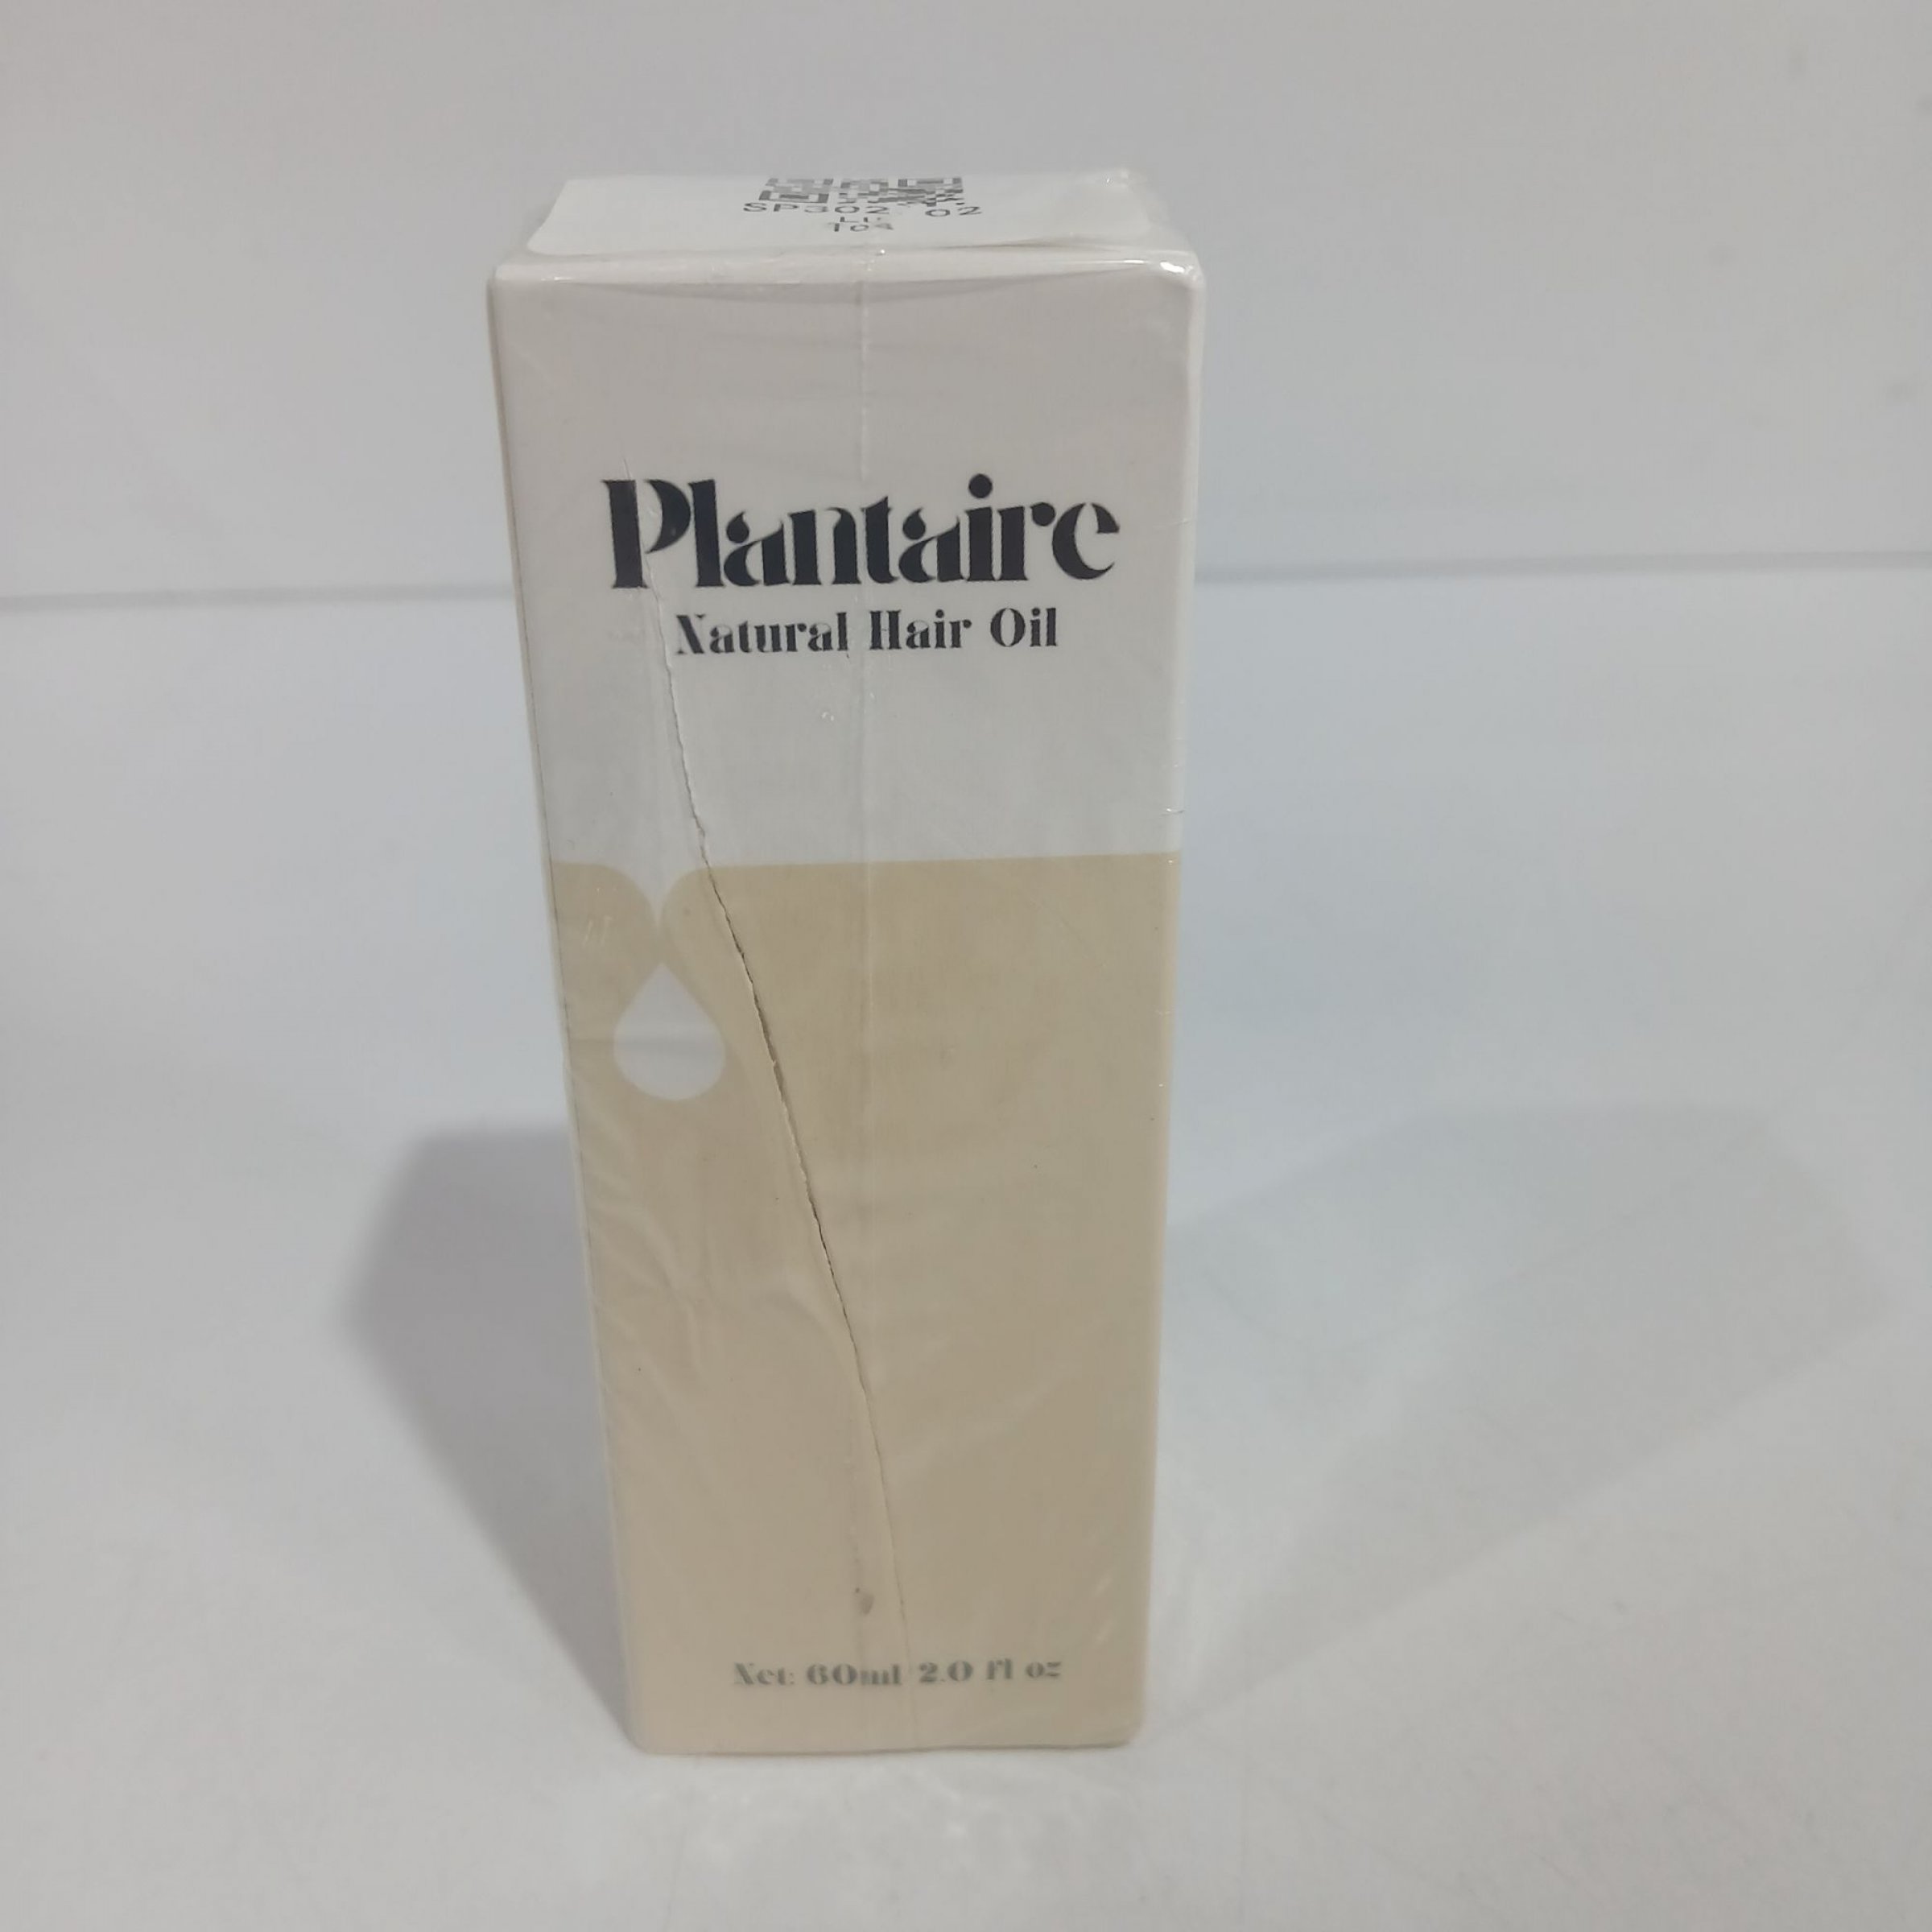 Plantaire
Natural Hair Oil
Net: 60ml 2.0 fl oz